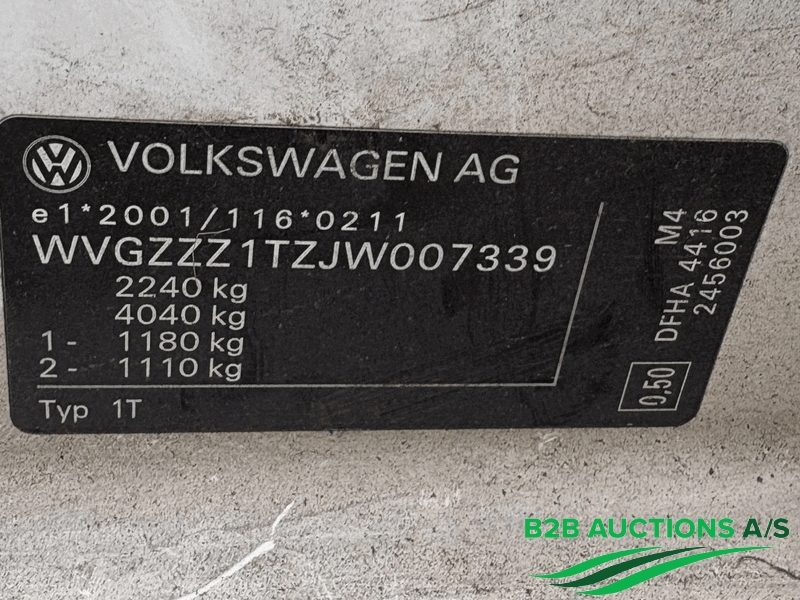 VOLKSWAGEN AG
e1*2001/116*0211
WVGZZZ1TZJW007339
2240 kg
4040 kg
1- 1180 kg
2- 1110 kg
Typ 1T
M4
DFHA 4416
2456003
0,50
B2B AUCTIONS A/S